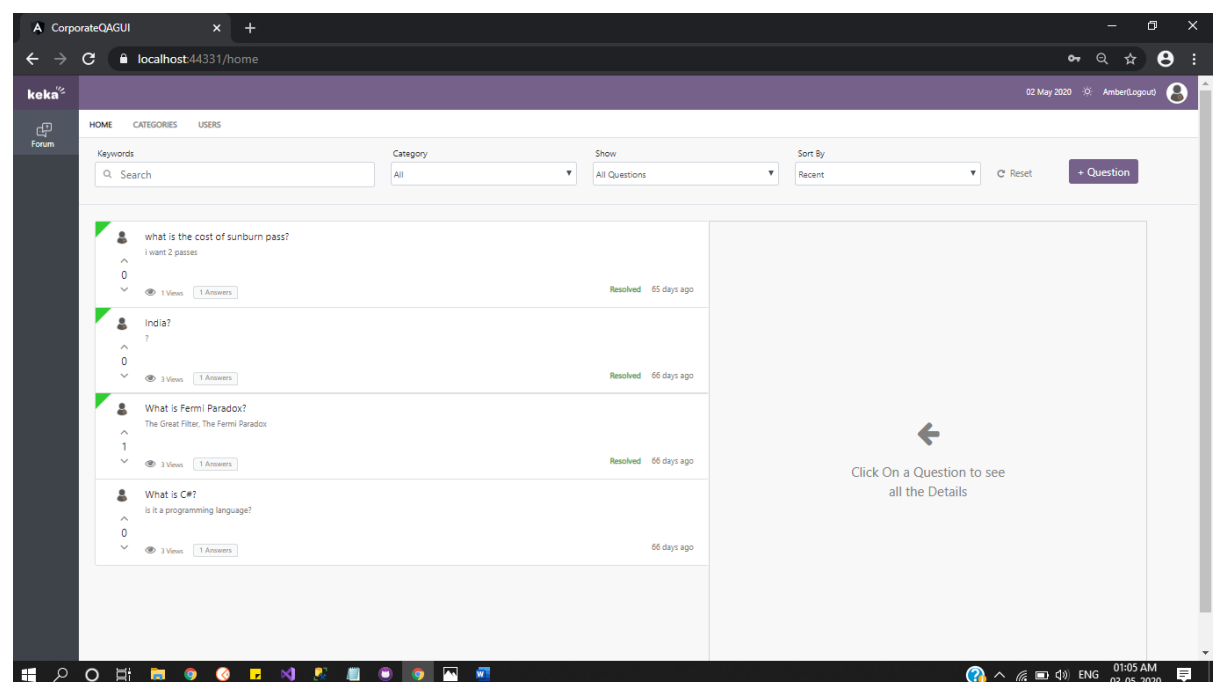 CorporateQAGUI
localhost:44331/home
keka
02 May 2020 Amber(Logout)
Forum
HOME CATEGORIES USERS
Keywords Category Show Sort By
Search All All Questions Recent Reset + Question
what is the cost of sunburn pass?
i want 2 passes
0
1 Views 1 Answers Resolved 65 days ago
India?
?
0
3 Views 1 Answers Resolved 66 days ago
What is Fermi Paradox?
The Great Filter, The Fermi Paradox
1
3 Views 1 Answers Resolved 66 days ago
What is C#?
is it a programming language?
0
3 Views 1 Answers 66 days ago
Click On a Question to see
all the Details
ENG 01:05 AM
03-05-2020